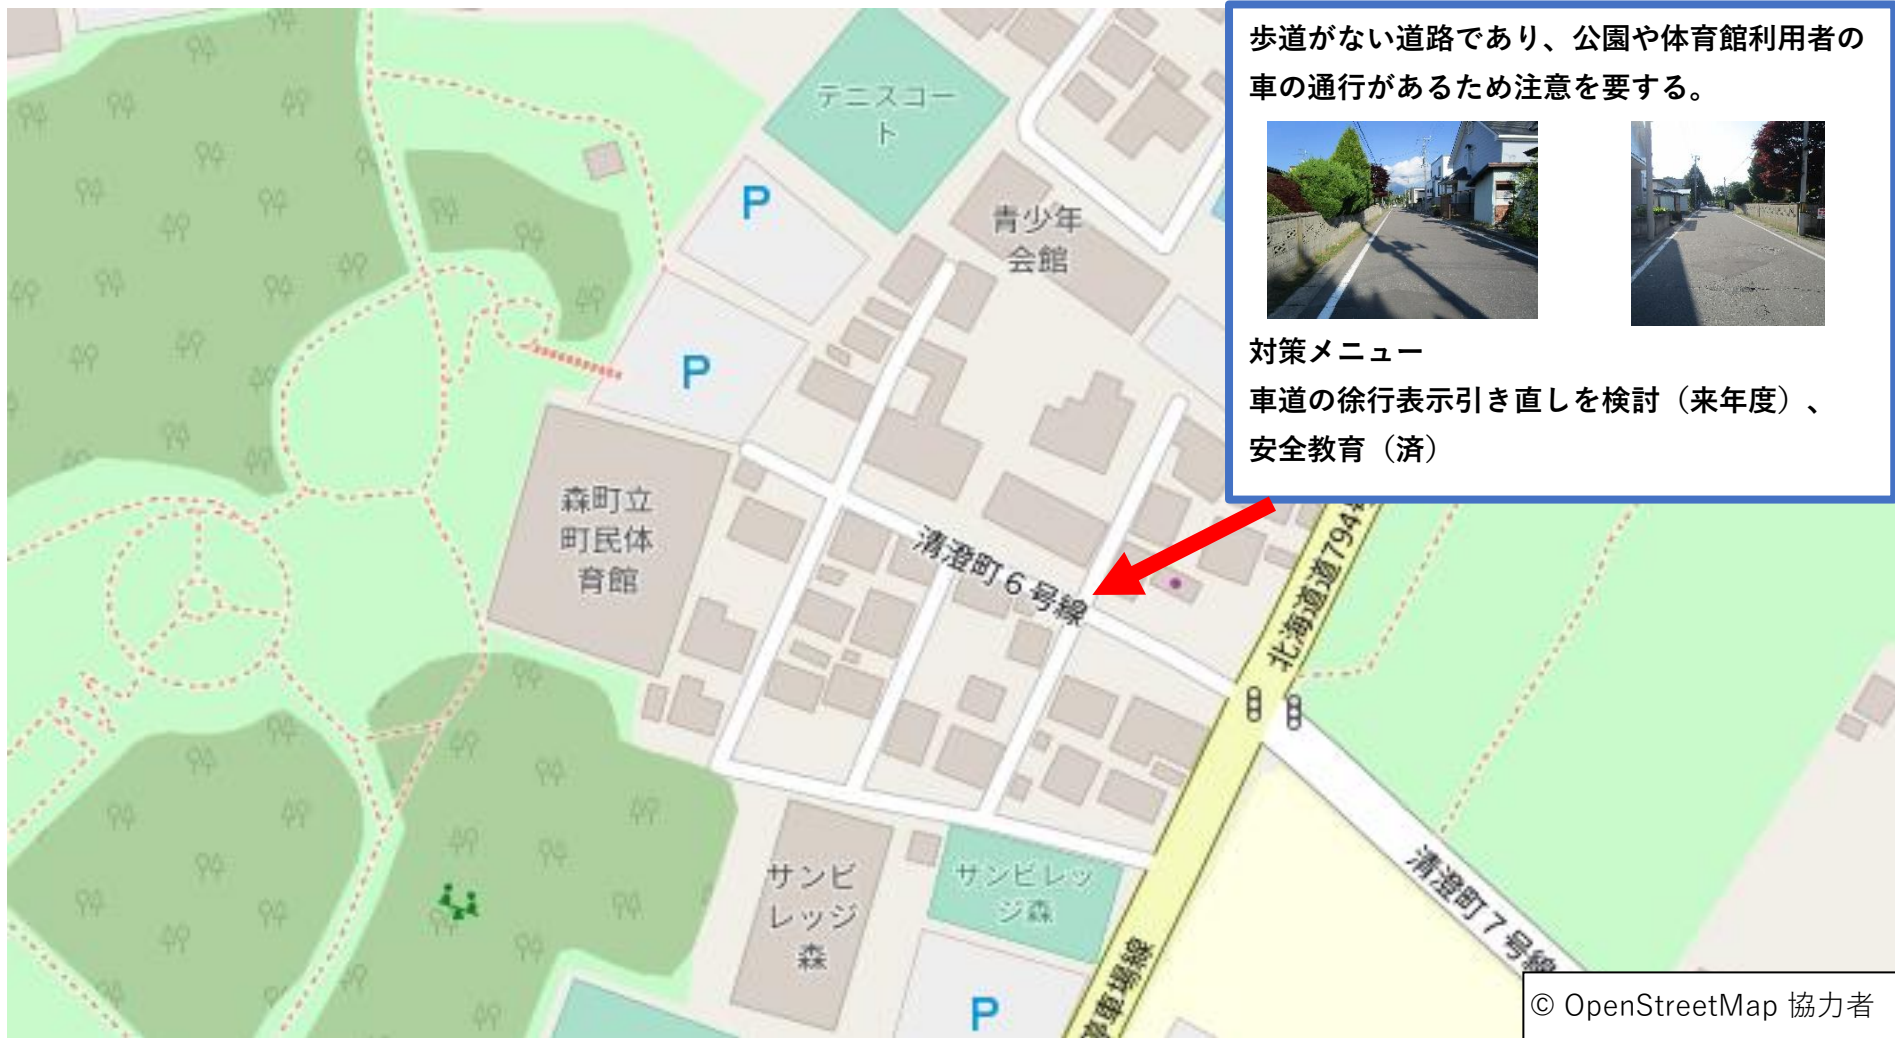 歩道がない道路であり、公園や体育館利用者の
車の通行があるため注意を要する。
対策メニュー
車道の徐行表示引き直しを検討（来年度）、
安全教育（済）
テニスコー
ト
P
青少年
会館
P
森町立
町民体
育館
清澄町６号線
北海道道794
サンビ
レッジ
森
サンビレッ
ジ森
清澄町７号線
停車場線
P
© OpenStreetMap 協力者